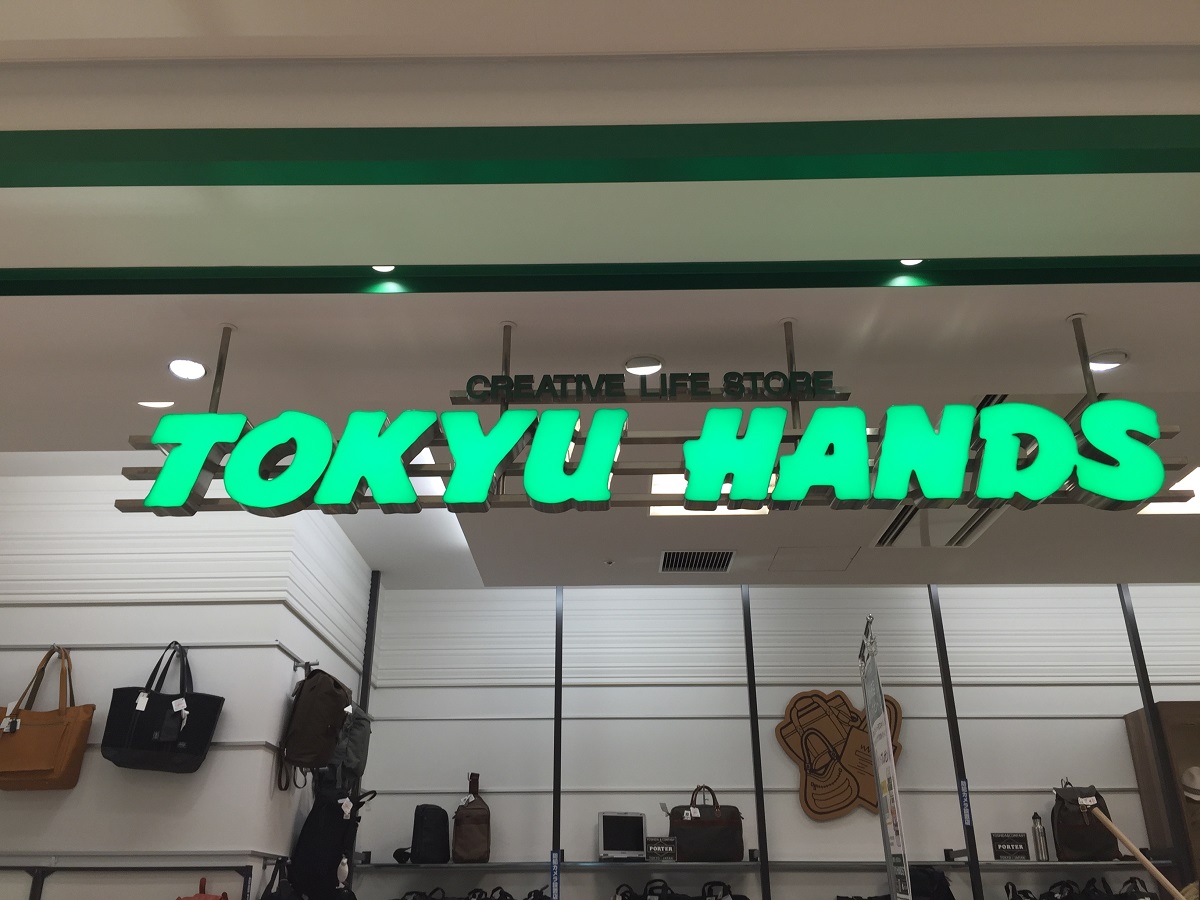 CREATIVE LIFE STORE
TOKYU HANDS
PORTER
PORTER